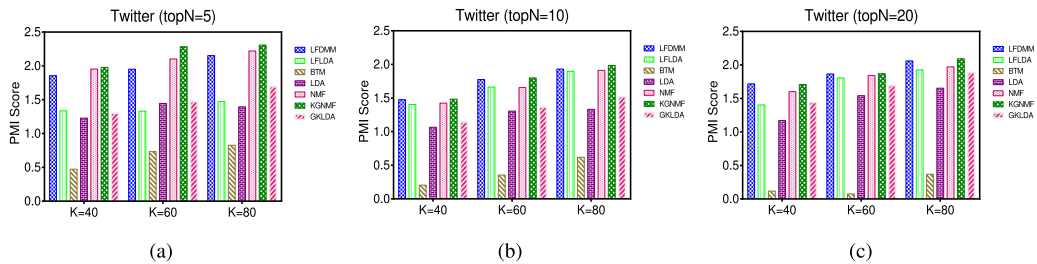 Twitter (topN=5)
PMI Score
2.5
2.0
1.5
1.0
0.5
0.0
K=40
K=60
K=80
LFDMM
LFLDA
BTM
LDA
NMF
KGNMF
GKLDA
(a)
Twitter (topN=10)
PMI Score
2.5
2.0
1.5
1.0
0.5
0.0
K=40
K=60
K=80
LFDMM
LFLDA
BTM
LDA
NMF
KGNMF
GKLDA
(b)
Twitter (topN=20)
PMI Score
2.5
2.0
1.5
1.0
0.5
0.0
K=40
K=60
K=80
LFDMM
LFLDA
BTM
LDA
NMF
KGNMF
GKLDA
(c)